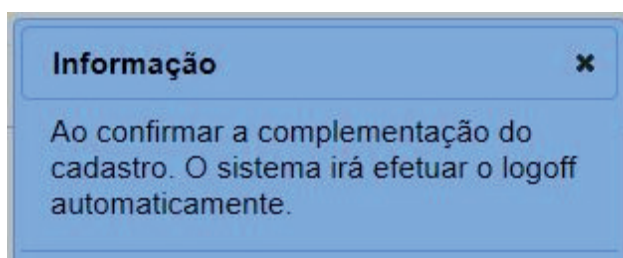 Informação
Ao confirmar a complementação do
cadastro. O sistema irá efetuar o logoff
automaticamente.